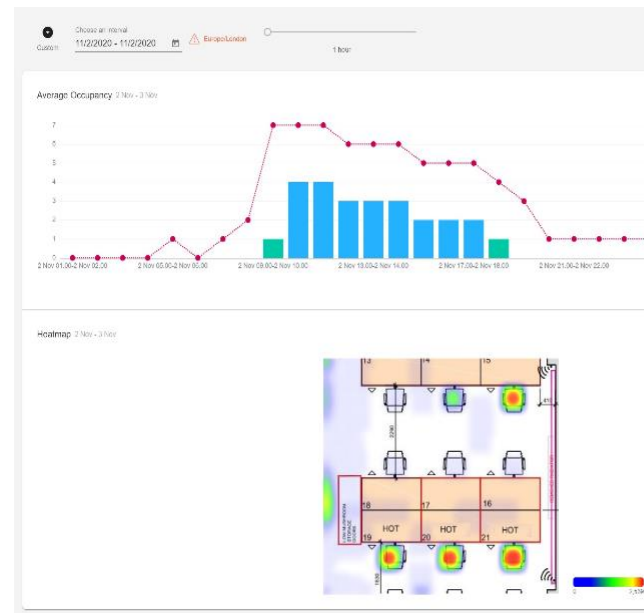 Choose an interval
Custom
11/2/2020 - 11/2/2020
Europe/London
1 hour
Average Occupancy 2 Nov - 3 Nov
7
6
5
4
3
2
1
0
2 Nov 01.00-2 Nov 02.00
2 Nov 05.00-2 Nov 06.00
2 Nov 09.00-2 Nov 10.00
2 Nov 13.00-2 Nov 14.00
2 Nov 17.00-2 Nov 18.00
2 Nov 21.00-2 Nov 22.00
Heatmap 2 Nov - 3 Nov
13 14 15
18 17 16
HOT HOT HOT
19 20 21
STORAGE
0